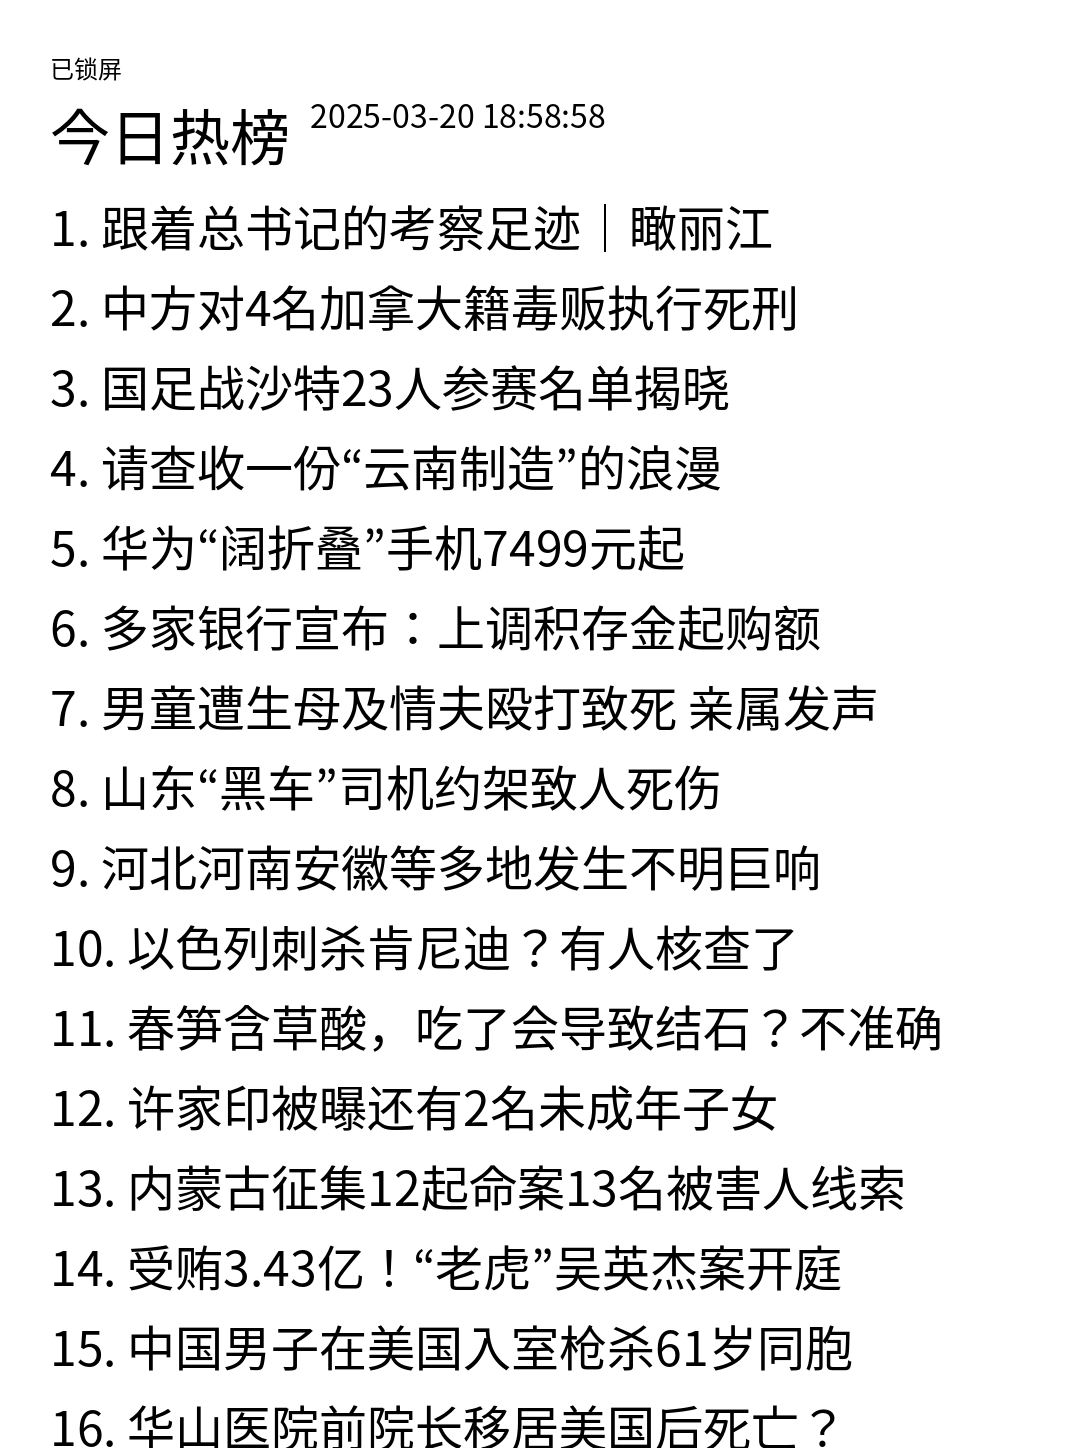 已锁屏
今日热榜 2025-03-20 18:58:58
1. 跟着总书记的考察足迹｜瞰丽江
2. 中方对4名加拿大籍毒贩执行死刑
3. 国足战沙特23人参赛名单揭晓
4. 请查收一份“云南制造”的浪漫
5. 华为“阔折叠”手机7499元起
6. 多家银行宣布：上调积存金起购额
7. 男童遭生母及情夫殴打致死 亲属发声
8. 山东“黑车”司机约架致人死伤
9. 河北河南安徽等多地发生不明巨响
10. 以色列刺杀肯尼迪？有人核查了
11. 春笋含草酸，吃了会导致结石？不准确
12. 许家印被曝还有2名未成年子女
13. 内蒙古征集12起命案13名被害人线索
14. 受贿3.43亿！“老虎”吴英杰案开庭
15. 中国男子在美国入室枪杀61岁同胞
16. 华山医院前院长移居美国后死亡？